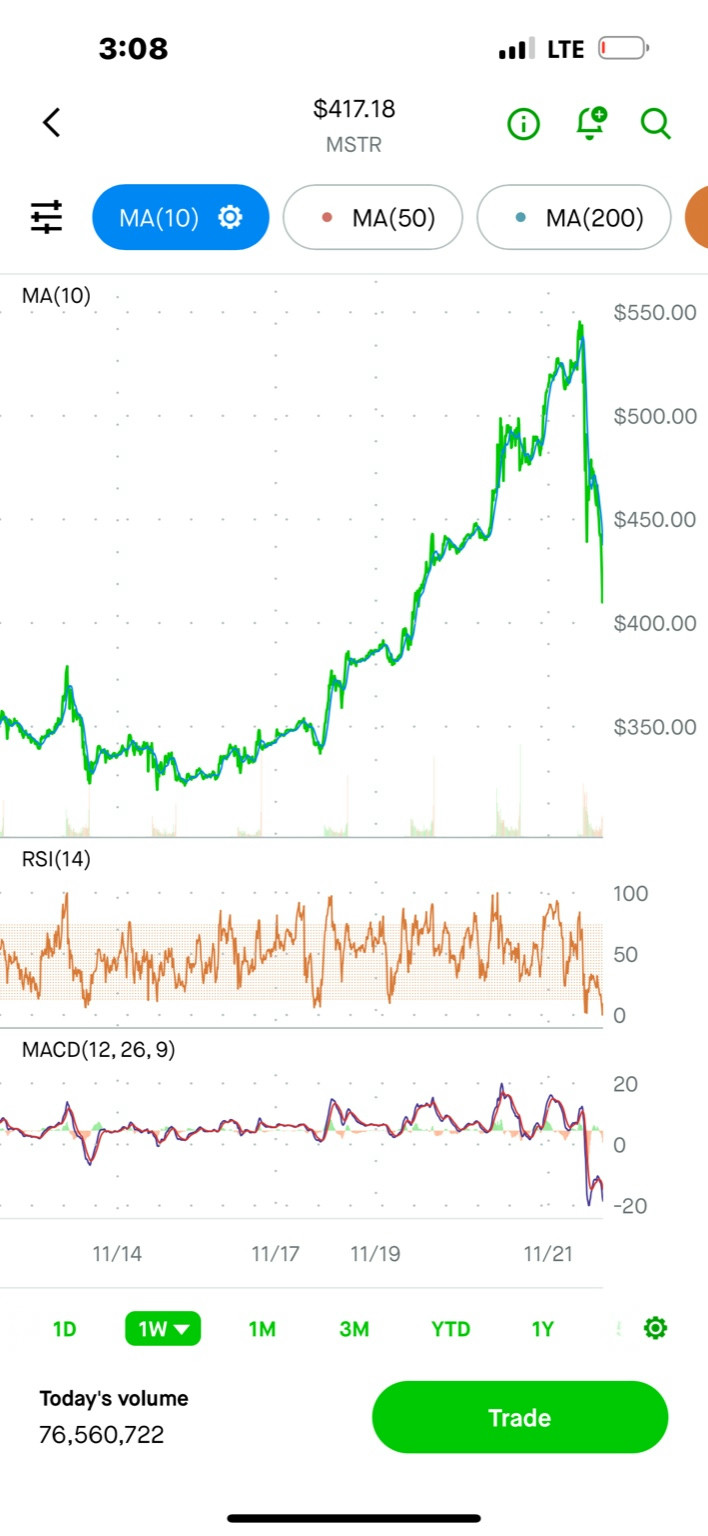 3:08 LTE
$417.18
MSTR
MA(10) MA(50) MA(200)
MA(10)
$550.00
$500.00
$450.00
$400.00
$350.00
RSI(14)
100
50
0
MACD(12, 26, 9)
20
0
-20
11/14 11/17 11/19 11/21
1D 1W 1M 3M YTD 1Y
Today's volume
76,560,722
Trade